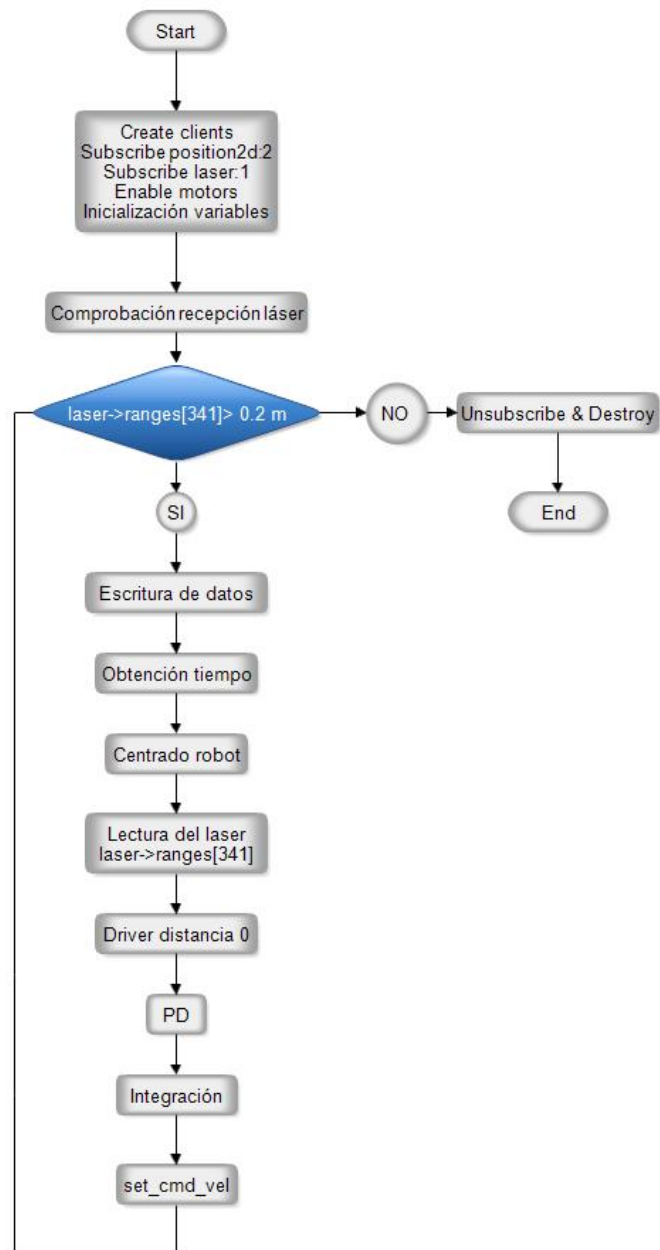 Start
Create clients
Subscribe position2d:2
Subscribe laser:1
Enable motors
Inicialización variables
Comprobación recepción láser
laser->ranges[341]> 0.2 m
NO
Unsubscribe & Destroy
End
SI
Escritura de datos
Obtención tiempo
Centrado robot
Lectura del laser
laser->ranges[341]
Driver distancia 0
PD
Integración
set_cmd_vel